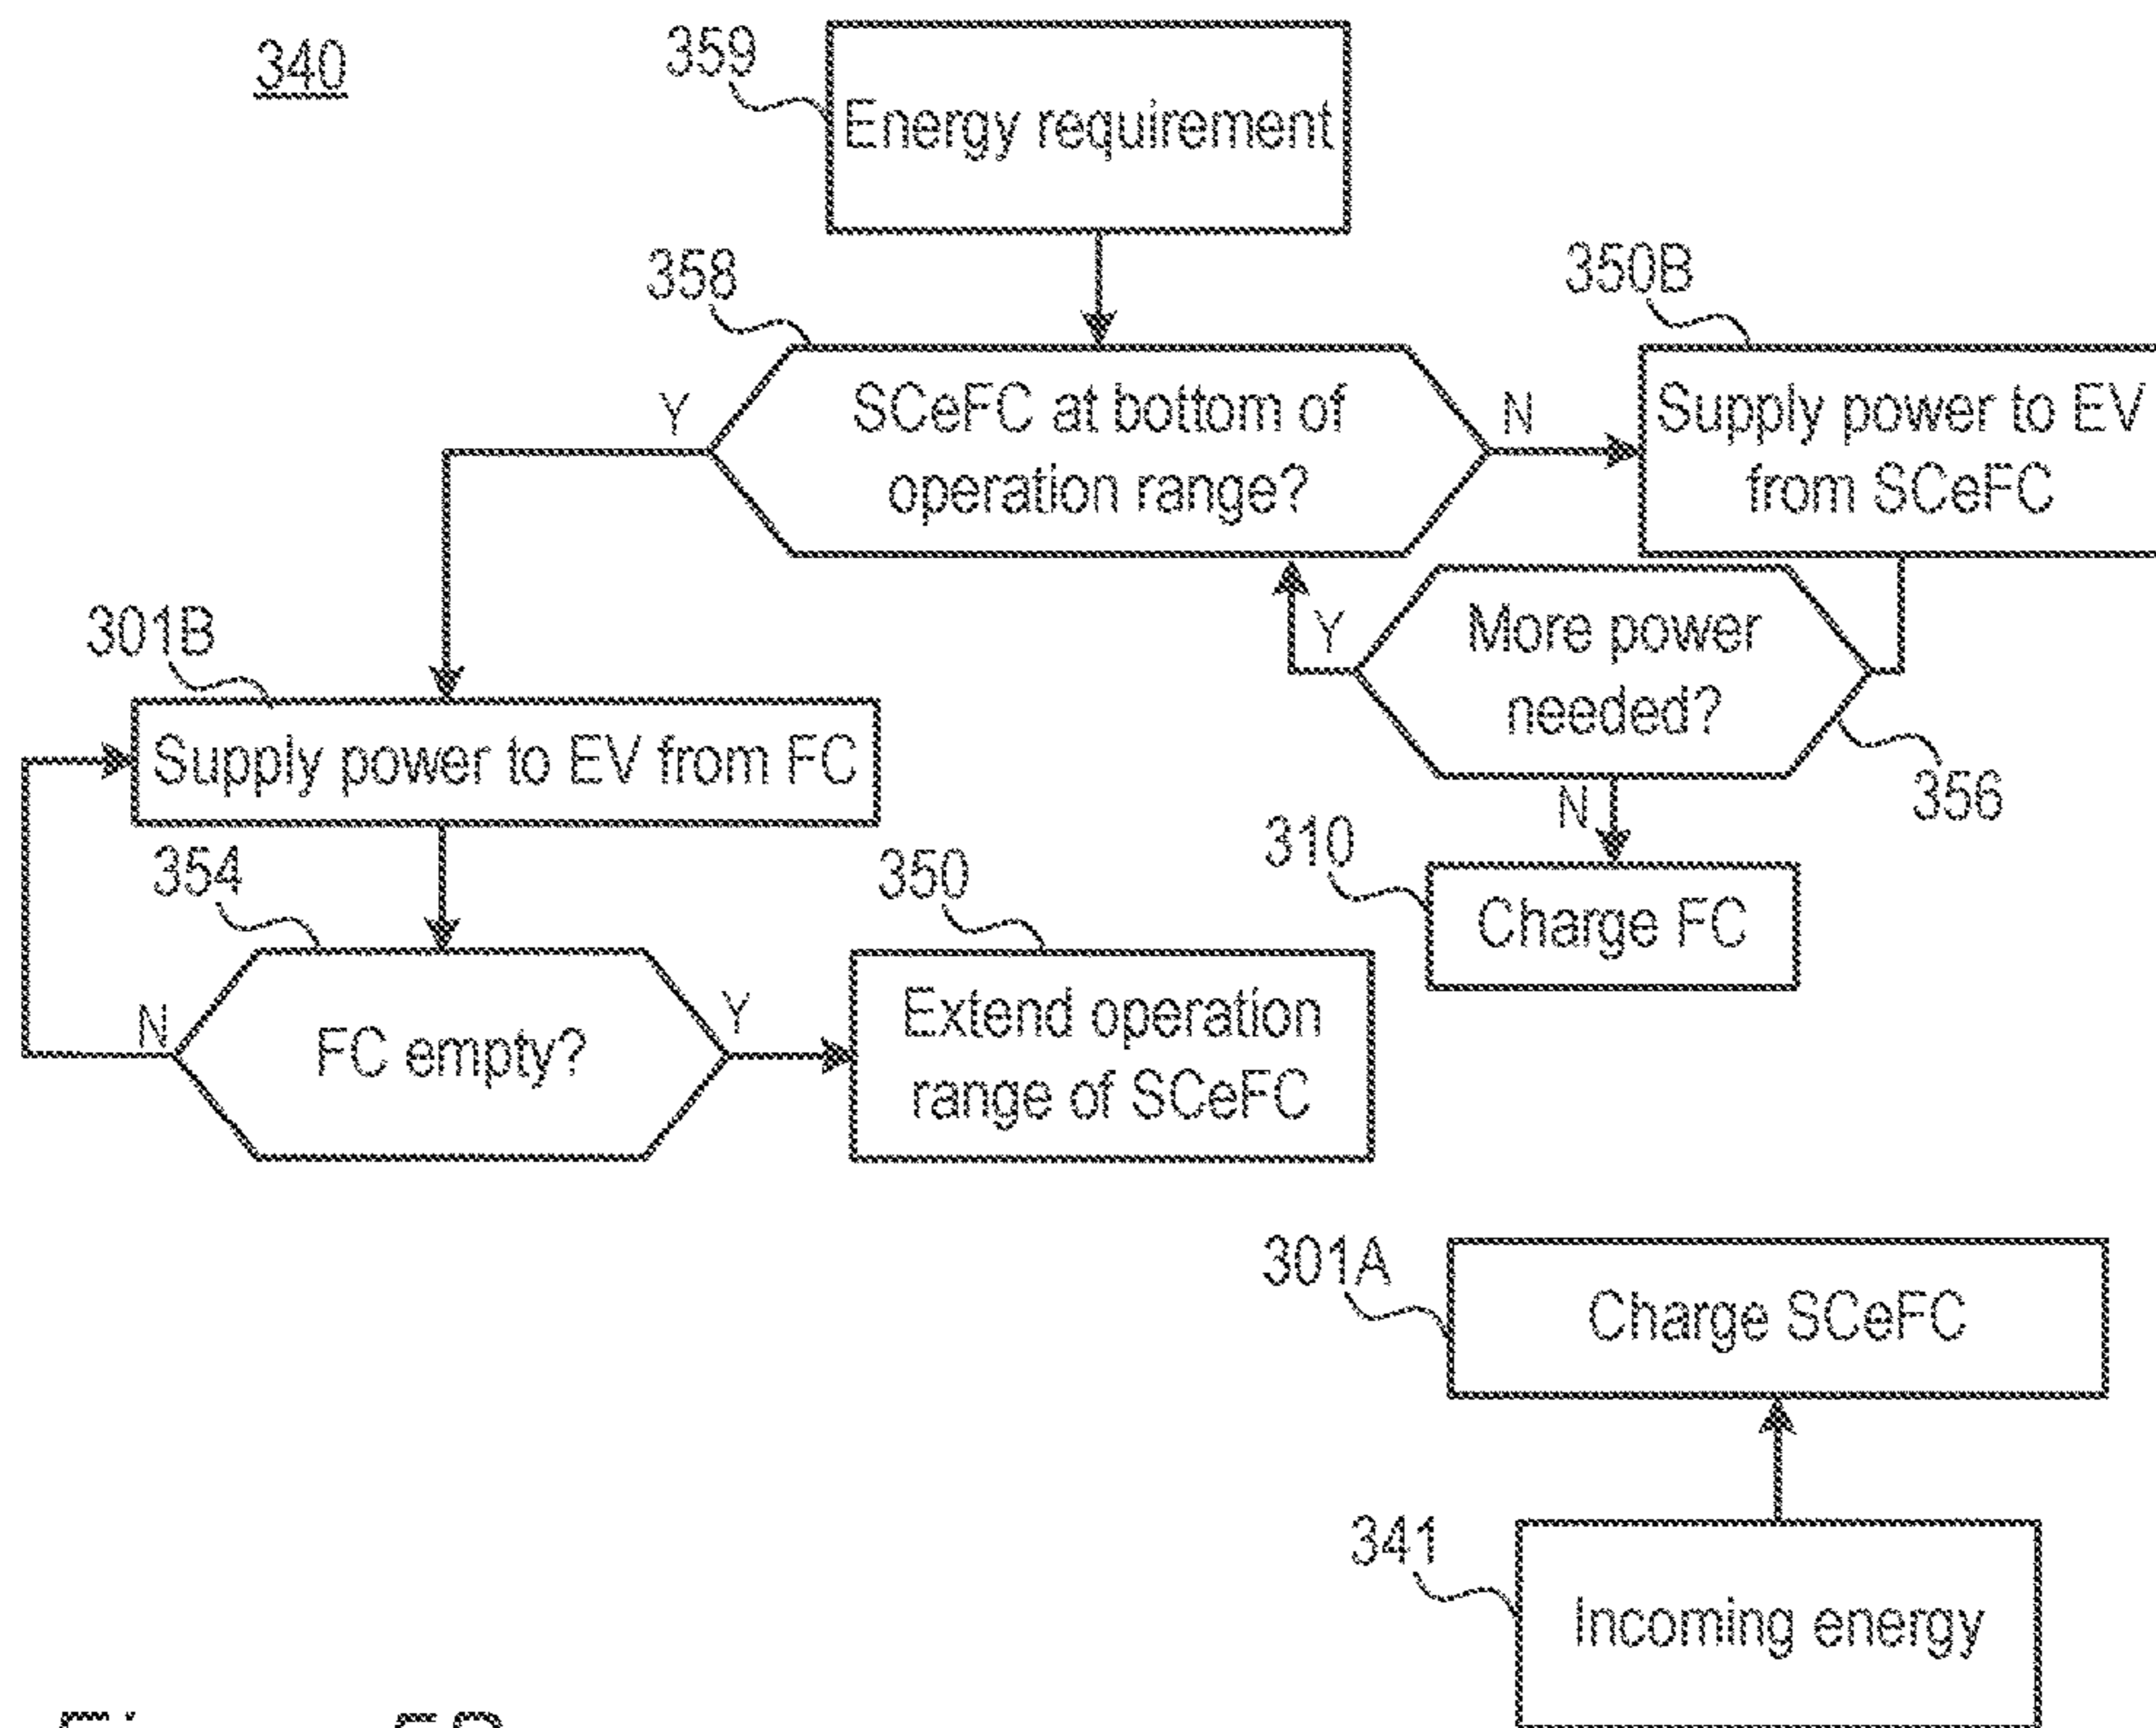 340
359
Energy requirement
358
350B
Y
SCeFC at bottom of
operation range?
N
Supply power to EV
from SCeFC
301B
Y
More power
needed?
356
Supply power to EV from FC
N
310
Charge FC
354
350
N
FC empty?
Y
Extend operation
range of SCeFC
301A
Charge SCeFC
341
Incoming energy